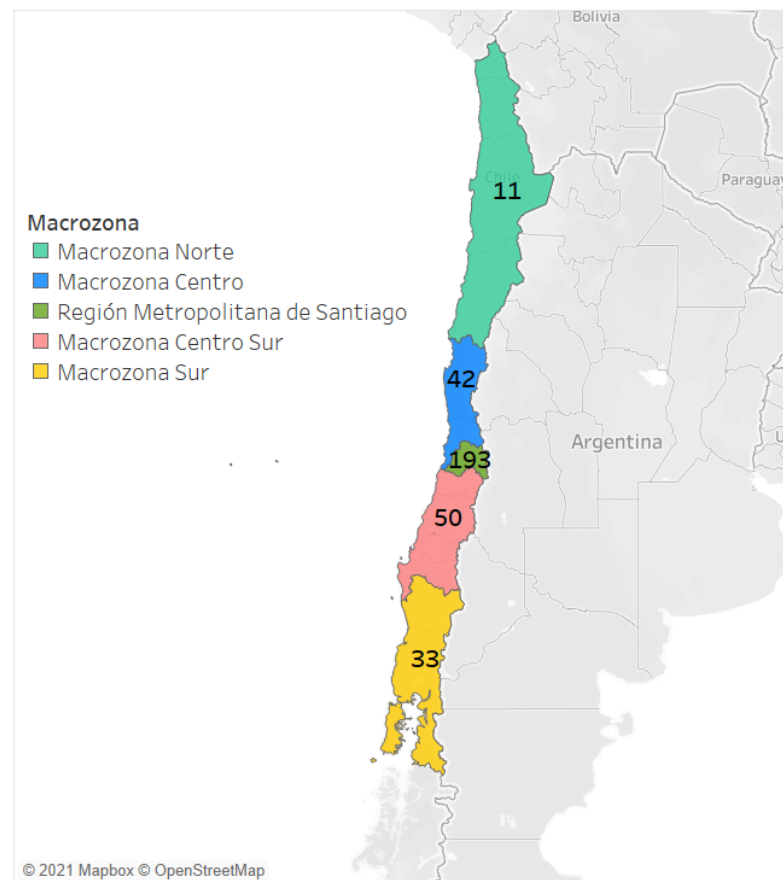 Bolivia
Chile
Paraguay
11
Macrozona
Macrozona Norte
Macrozona Centro
Región Metropolitana de Santiago
Macrozona Centro Sur
Macrozona Sur
42
Argentina
193
50
33
© 2021 Mapbox © OpenStreetMap